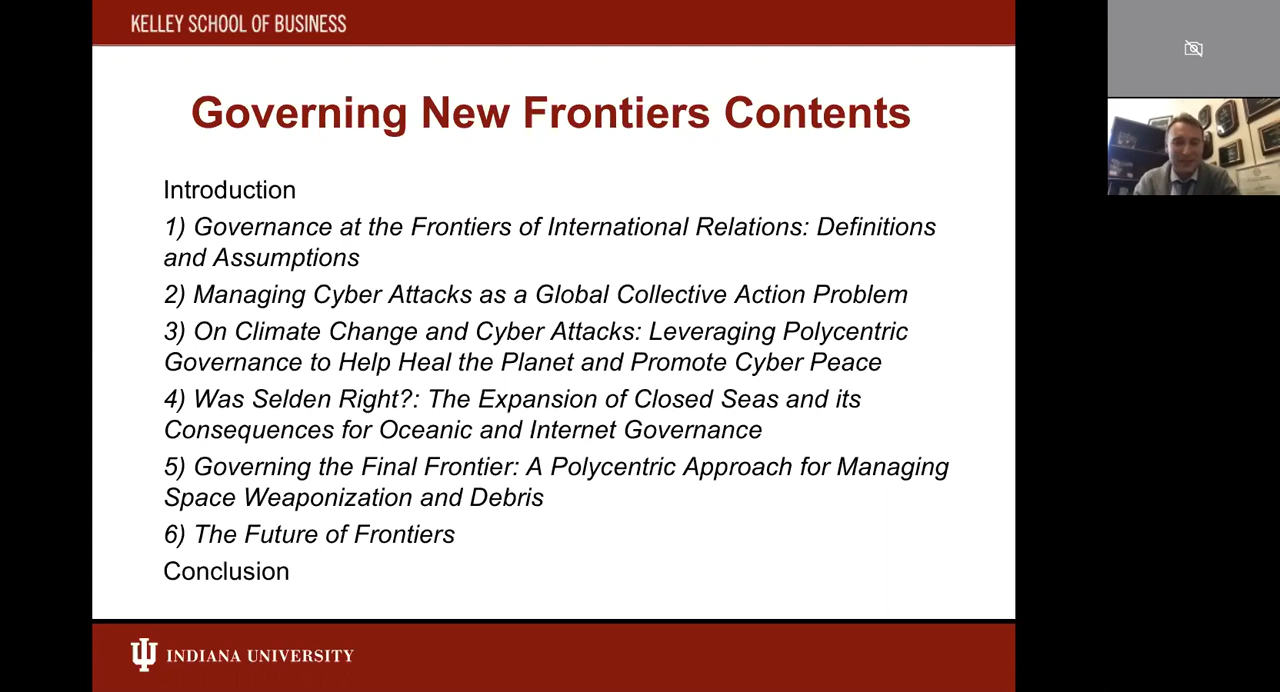 KELLEY SCHOOL OF BUSINESS
Governing New Frontiers Contents
Introduction
1) Governance at the Frontiers of International Relations: Definitions
and Assumptions
2) Managing Cyber Attacks as a Global Collective Action Problem
3) On Climate Change and Cyber Attacks: Leveraging Polycentric
Governance to Help Heal the Planet and Promote Cyber Peace
4) Was Selden Right?: The Expansion of Closed Seas and its
Consequences for Oceanic and Internet Governance
5) Governing the Final Frontier: A Polycentric Approach for Managing
Space Weaponization and Debris
6) The Future of Frontiers
Conclusion
INDIANA UNIVERSITY